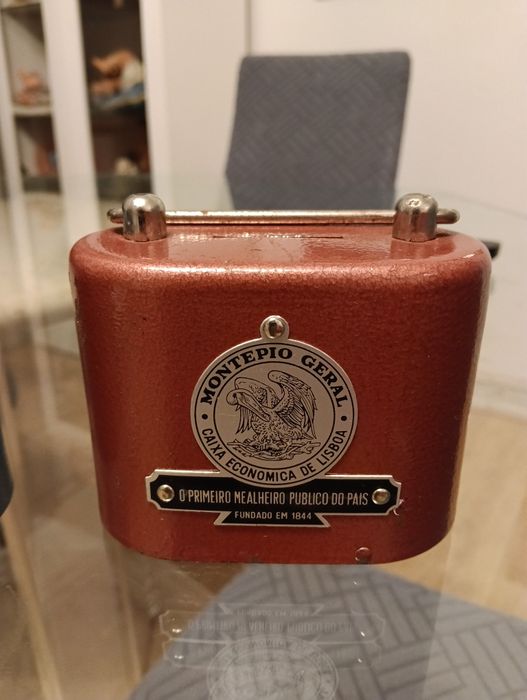 MONTEPIO GERAL
CAIXA ECONOMICA DE LISBOA
O PRIMEIRO MEALHEIRO PUBLICO DO PAIS
FUNDADO EM 1844